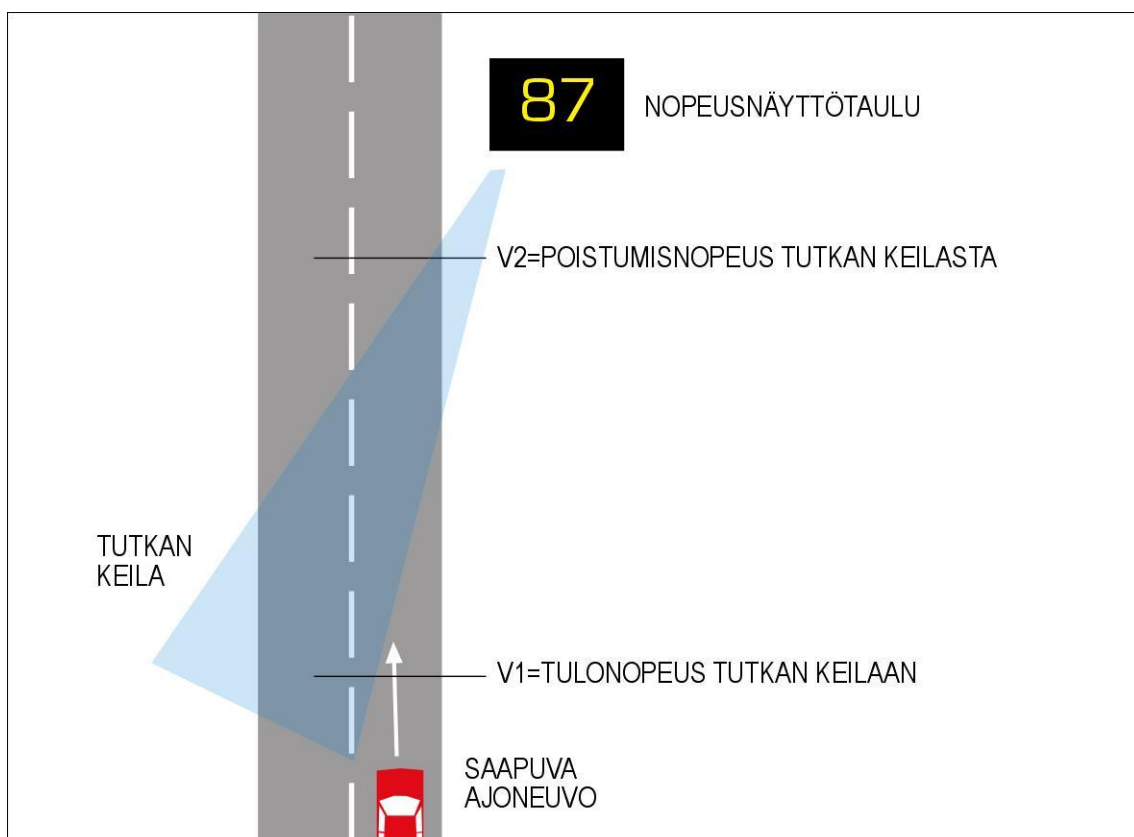 87
NOPEUSNÄYTTÖTAULU
V2=POISTUMISNOPEUS TUTKAN KEILASTA
TUTKAN
KEILA
V1=TULONOPEUS TUTKAN KEILAAN
SAAPUVA
AJONEUVO